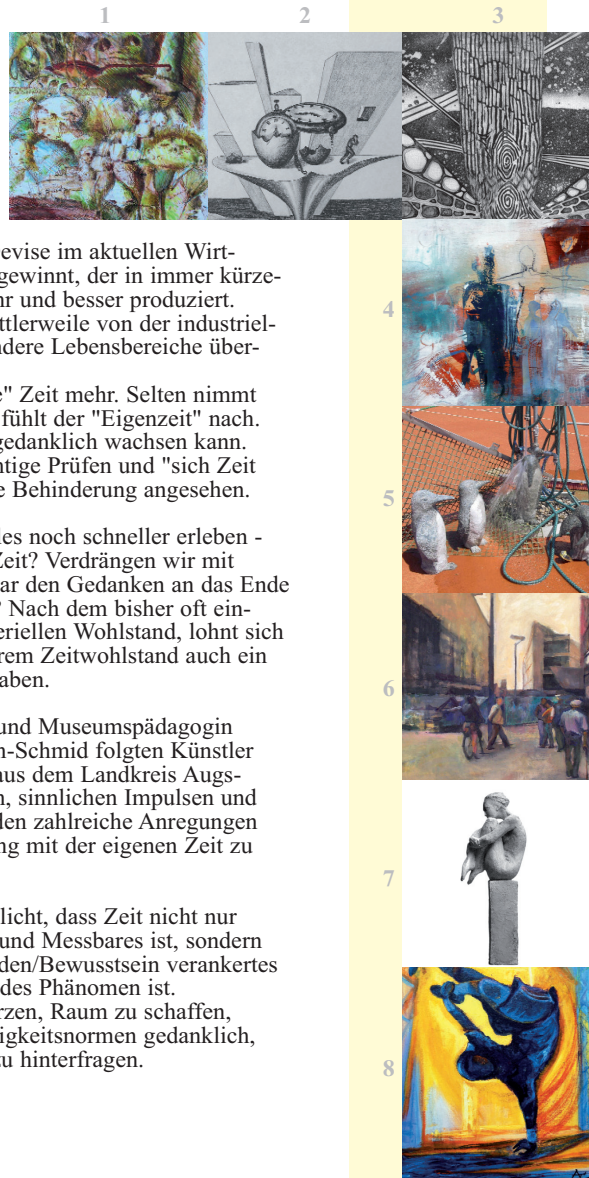 1 2 3
evise im aktuellen Wirt-
gewinnt, der in immer kürze-
hr und besser produziert.
ttlerweile von der industriel-
ndere Lebensbereiche über-
e" Zeit mehr. Selten nimmt
fühlt der "Eigenzeit" nach.
gedanklich wachsen kann.
ntige Prüfen und "sich Zeit
e Behinderung angesehen.
les noch schneller erleben -
Zeit? Verdrängen wir mit
ar den Gedanken an das Ende
? Nach dem bisher oft ein-
eriellen Wohlstand, lohnt sich
rem Zeitwohlstand auch ein
aben.
und Museumspädagogin
n-Schmid folgten Künstler
aus dem Landkreis Augs-
n, sinnlichen Impulsen und
den zahlreiche Anregungen
ng mit der eigenen Zeit zu
licht, dass Zeit nicht nur
und Messbares ist, sondern
den/Bewusstsein verankertes
des Phänomen ist.
rzen, Raum zu schaffen,
igkeitsnormen gedanklich,
zu hinterfragen.
4
5
6
7
8